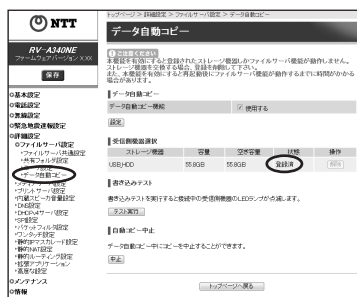 トップページ > 詳細設定 > ファイルサーバ設定 > データ自動コピー
NTT
データ自動コピー
RV-A340NE
ファームウェアバージョン X.XX
保存
ご注意ください
本機能を有効にすると登録されたストレージ機器しかファイルサーバ機能が動作しません。
ストレージ機器を交換する場合、登録を削除して下さい。
また、本機能を有効にすると再起動後にファイルサーバ機能が動作するまでに時間がかかる場合があります。
基本設定
電話設定
無線設定
緊急地震速報設定
詳細設定
ファイルサーバ設定
ファイルサーバ共通設定
共有フォルダ設定
データ自動コピー
プリントサーバ設定
内蔵スピーカ音量設定
DNS設定
DHCPv4サーバ設定
SPI設定
パケットフィルタ設定
ワンタッチ設定
静的IPマスカレード設定
静的NAT設定
静的ルーティング設定
拡張アプリケーション
高度な設定
メンテナンス
情報
データ自動コピー
データ自動コピー機能 使用する
設定
受信側機器選択
ストレージ機器 容量 空き容量 状態 操作
USB_HDD 55.8GB 55.8GB 登録済 削除
書き込みテスト
書き込みテストを実行すると接続中の受信側機器のLEDランプが点滅します。
テスト実行
自動コピー中止
データ自動コピー中にコピーを中止することができます。
中止
トップページへ戻る